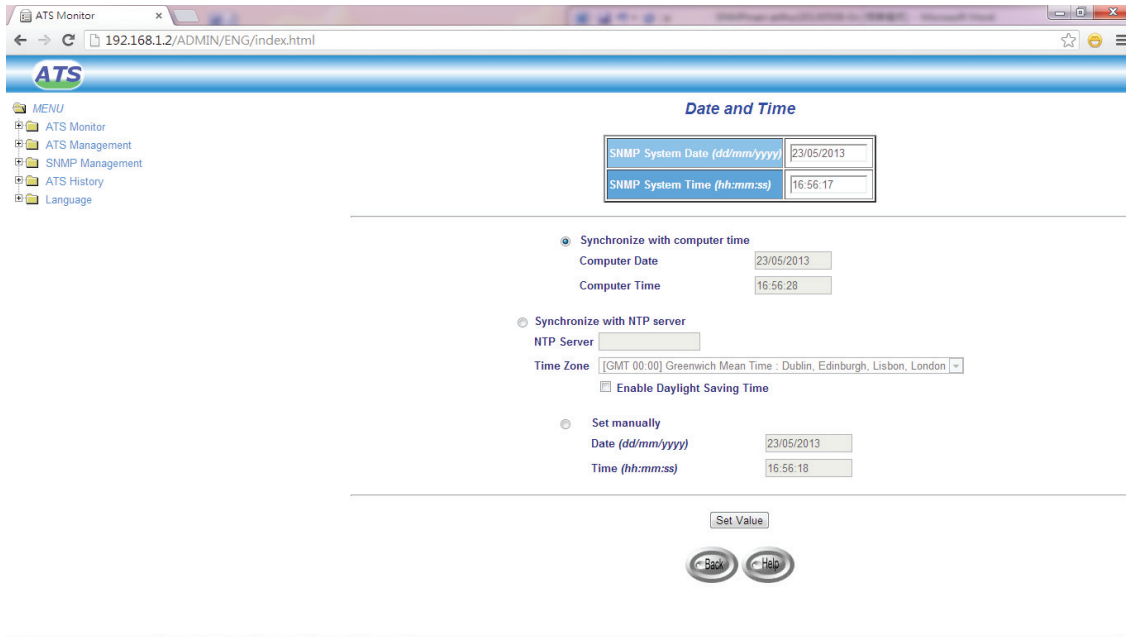 ATS Monitor
192.168.1.2/ADMIN/ENG/index.html
ATS
MENU
ATS Monitor
ATS Management
SNMP Management
ATS History
Language
Date and Time
SNMP System Date (dd/mm/yyyy) 23/05/2013
SNMP System Time (hh:mm:ss) 16:56:17
Synchronize with computer time
Computer Date 23/05/2013
Computer Time 16:56:28
Synchronize with NTP server
NTP Server
Time Zone [GMT 00:00] Greenwich Mean Time : Dublin, Edinburgh, Lisbon, London
Enable Daylight Saving Time
Set manually
Date (dd/mm/yyyy) 23/05/2013
Time (hh:mm:ss) 16:56:18
Set Value
Back Help